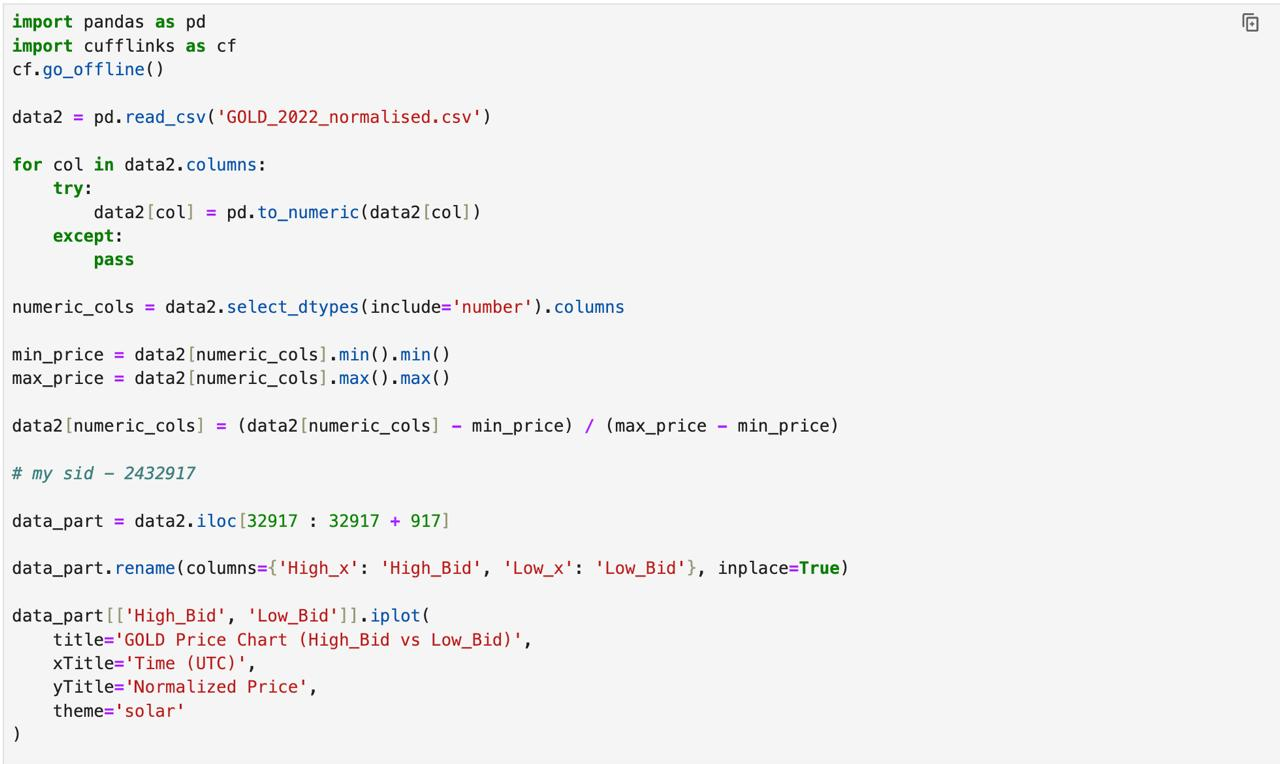 import pandas as pd
import cufflinks as cf
cf.go_offline()

data2 = pd.read_csv('GOLD_2022_normalised.csv')

for col in data2.columns:
    try:
        data2[col] = pd.to_numeric(data2[col])
    except:
        pass

numeric_cols = data2.select_dtypes(include='number').columns

min_price = data2[numeric_cols].min().min()
max_price = data2[numeric_cols].max().max()

data2[numeric_cols] = (data2[numeric_cols] - min_price) / (max_price - min_price)

# my sid - 2432917

data_part = data2.iloc[32917 : 32917 + 917]

data_part.rename(columns={'High_x': 'High_Bid', 'Low_x': 'Low_Bid'}, inplace=True)

data_part[['High_Bid', 'Low_Bid']].iplot(
    title='GOLD Price Chart (High_Bid vs Low_Bid)',
    xTitle='Time (UTC)',
    yTitle='Normalized Price',
    theme='solar'
)